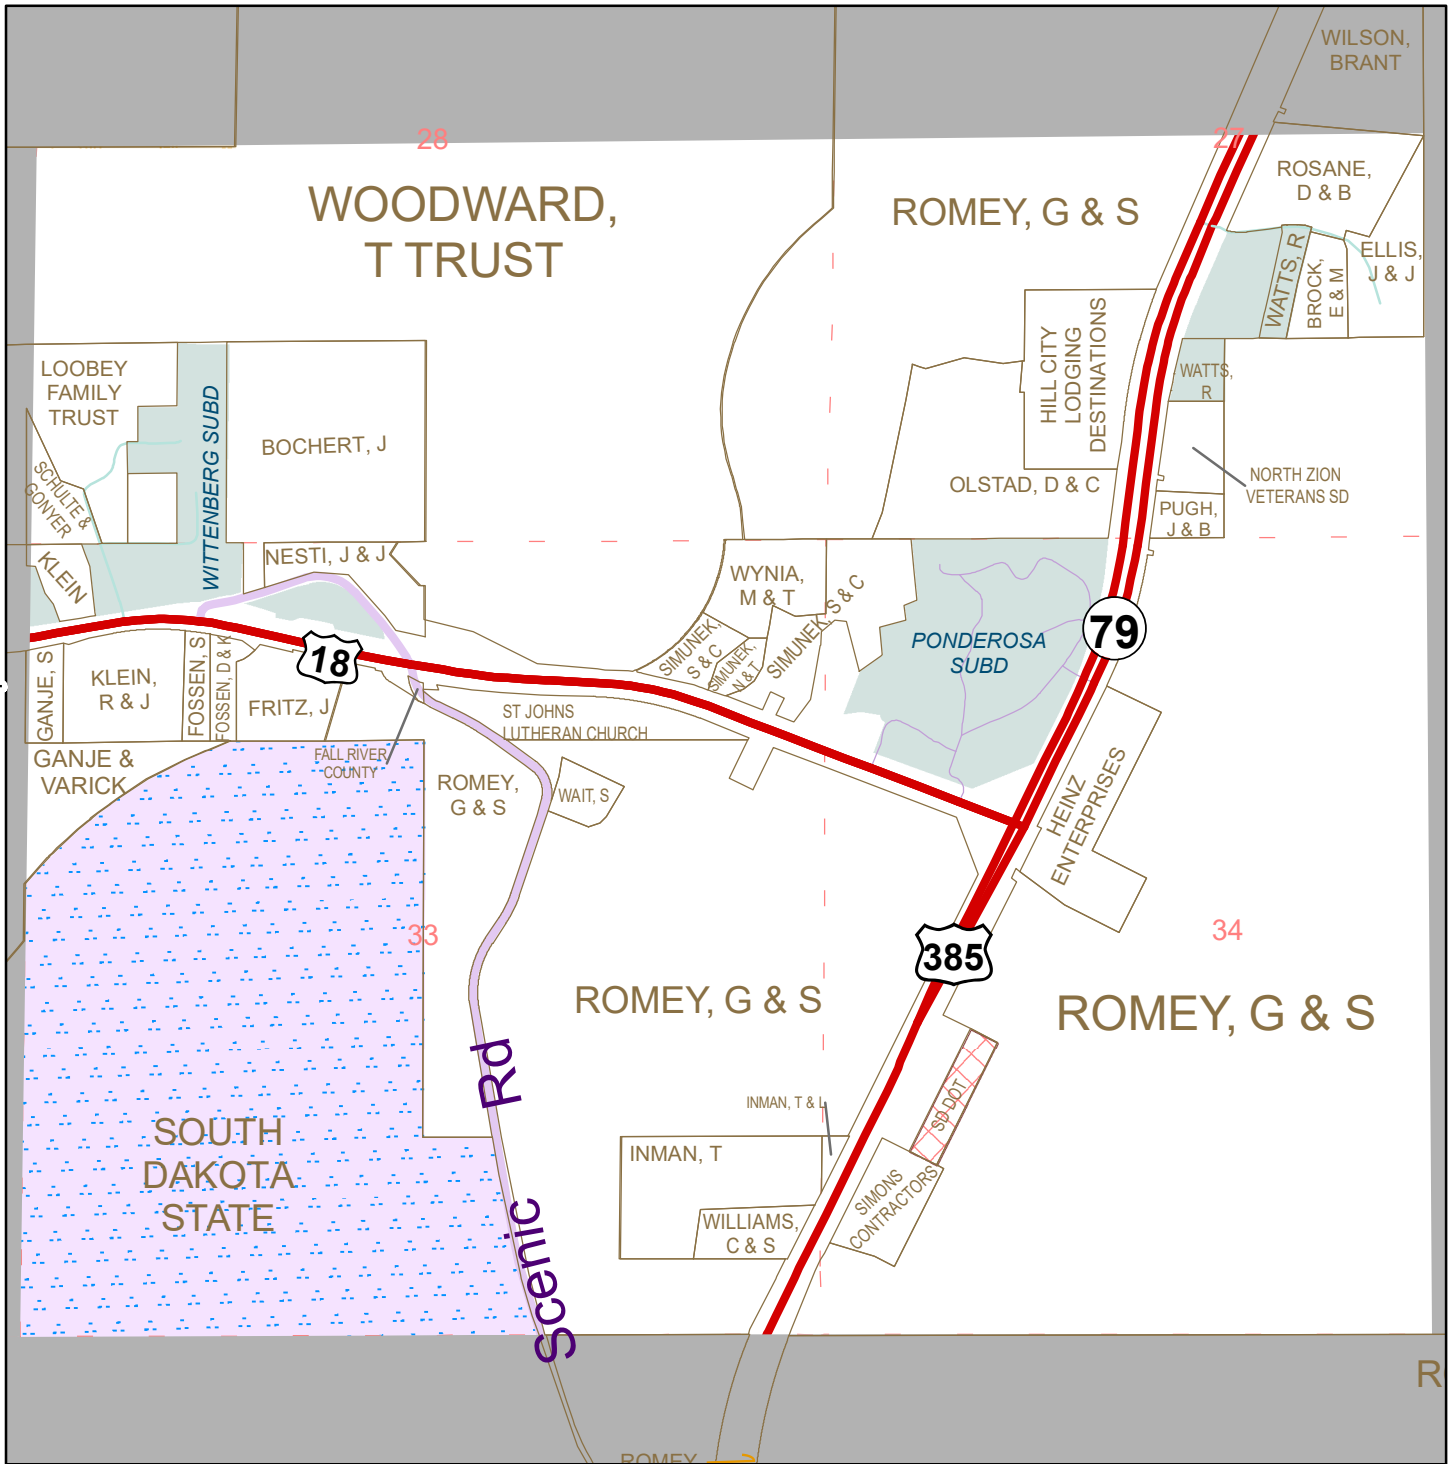 WILSON,
BRANT
28
27
WOODWARD,
T TRUST
ROMEY, G & S
ROSANE,
D & B
WATTS, R
BROCK,
E & M
ELLIS,
J & J
HILL CITY
LODGING
DESTINATIONS
LOOBEY
FAMILY
TRUST
WITTENBERG SUBD
BOCHERT, J
WATTS,
R
SCHULTE &
GONYER
OLSTAD, D & C
NORTH ZION
VETERANS SD
PUGH,
J & B
KLEIN
NESTI, J & J
WYNIA,
M & T
SIMUNEK, S & C
SIMUNEK,
S & C
SIMUNEK,
N & T
PONDEROSA
SUBD
79
18
GANJE, S
KLEIN,
R & J
FOSSEN, S
FOSSEN, D & K
FRITZ, J
ST JOHNS
LUTHERAN CHURCH
FALL RIVER
COUNTY
GANJE &
VARICK
ROMEY,
G & S
WAIT, S
HEINZ
ENTERPRISES
33
34
385
ROMEY, G & S
ROMEY, G & S
Scenic Rd
SD DOT
INMAN, T & L
SOUTH
DAKOTA
STATE
INMAN, T
WILLIAMS,
C & S
SIMONS
CONTRACTORS
R
ROMEY